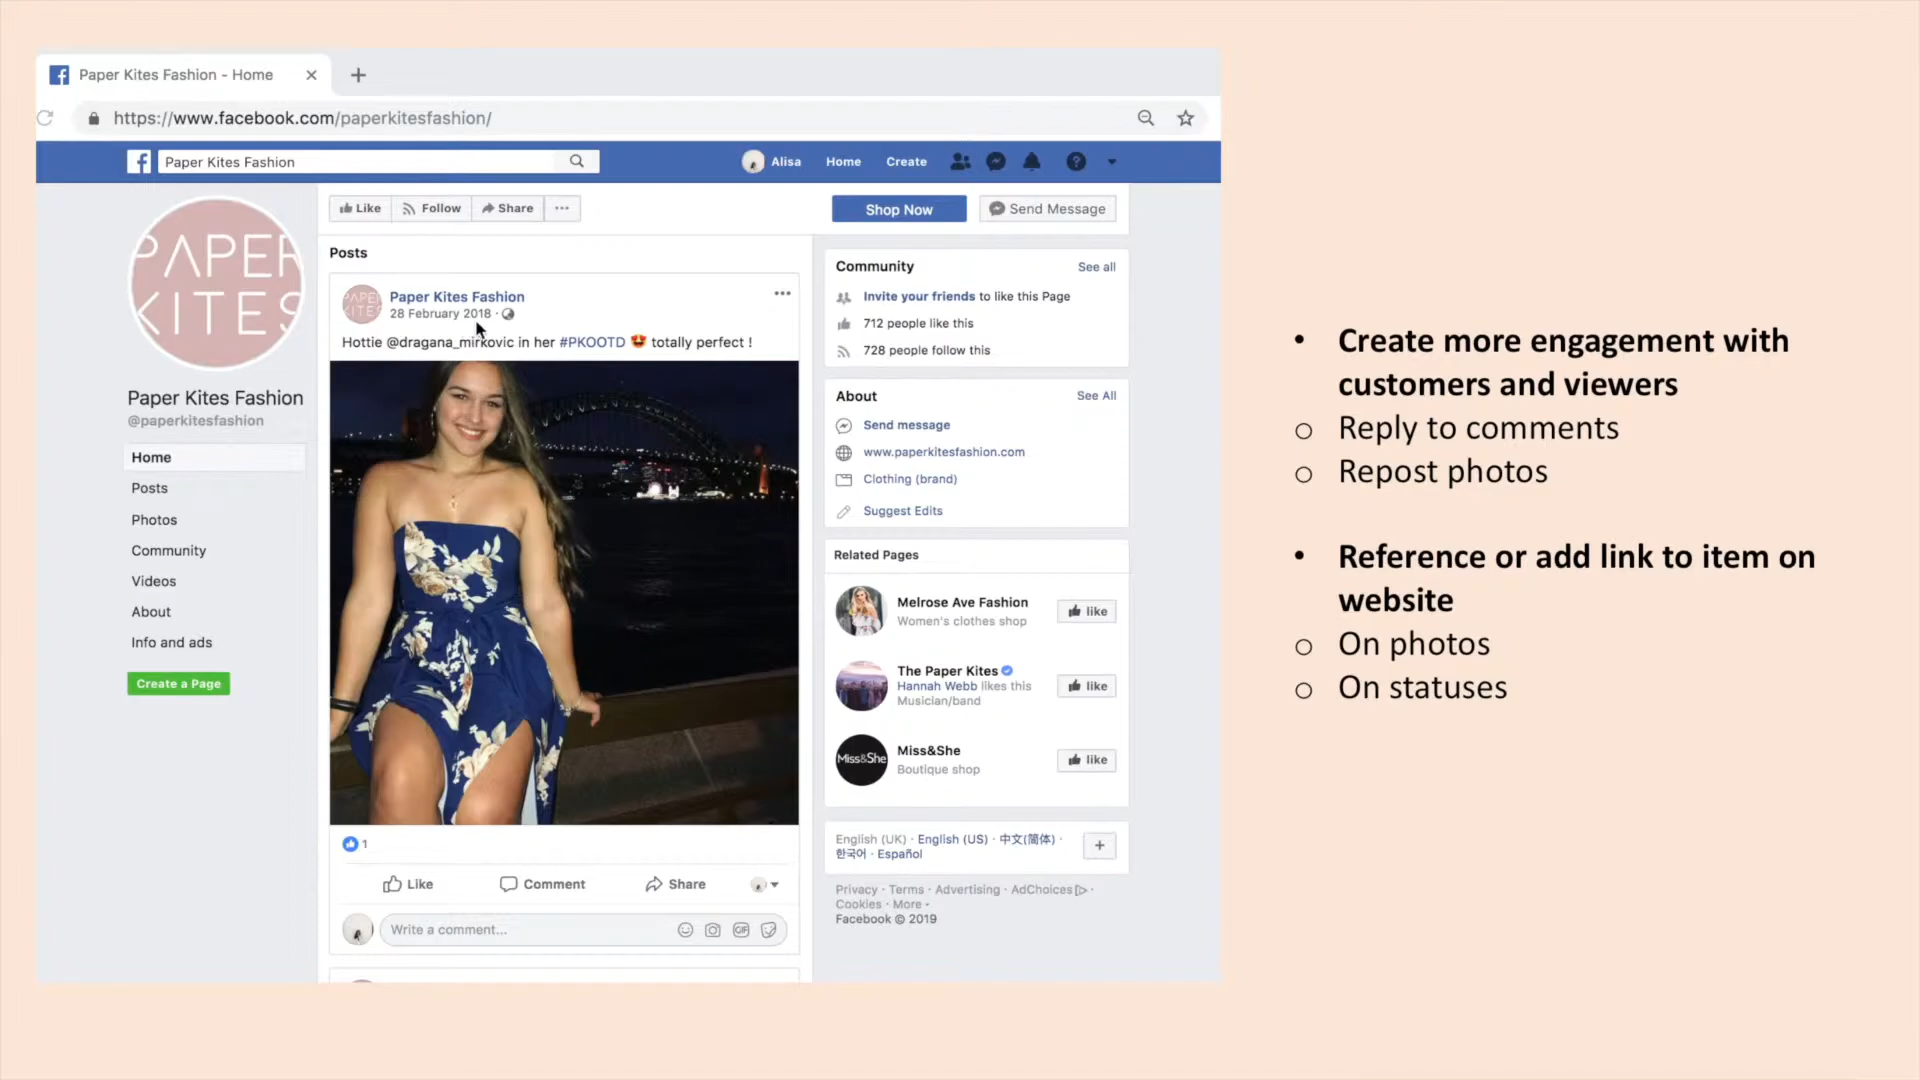 Paper Kites Fashion - Home
https://www.facebook.com/paperkitesfashion/
Paper Kites Fashion
Alisa
Home
Create
PAPER
KITES
Paper Kites Fashion
@paperkitesfashion
Home
Posts
Photos
Community
Videos
About
Info and ads
Create a Page
Like
Follow
Share
Shop Now
Send Message
Posts
PAPER
KITES
Paper Kites Fashion
28 February 2018 ·
Hottie @dragana_mirkovic in her #PKOOTD 😍 totally perfect !
1
Like
Comment
Share
Write a comment...
GIF
Community
See all
Invite your friends to like this Page
712 people like this
728 people follow this
About
See All
Send message
www.paperkitesfashion.com
Clothing (brand)
Suggest Edits
Related Pages
Melrose Ave Fashion
Women's clothes shop
like
The Paper Kites
Hannah Webb likes this
Musician/band
like
Miss&She
Miss&She
Boutique shop
like
English (UK) · English (US) · 中文(简体) ·
한국어 · Español
Privacy · Terms · Advertising · AdChoices ·
Cookies · More
Facebook © 2019
• Create more engagement with
customers and viewers
o Reply to comments
o Repost photos
• Reference or add link to item on
website
o On photos
o On statuses